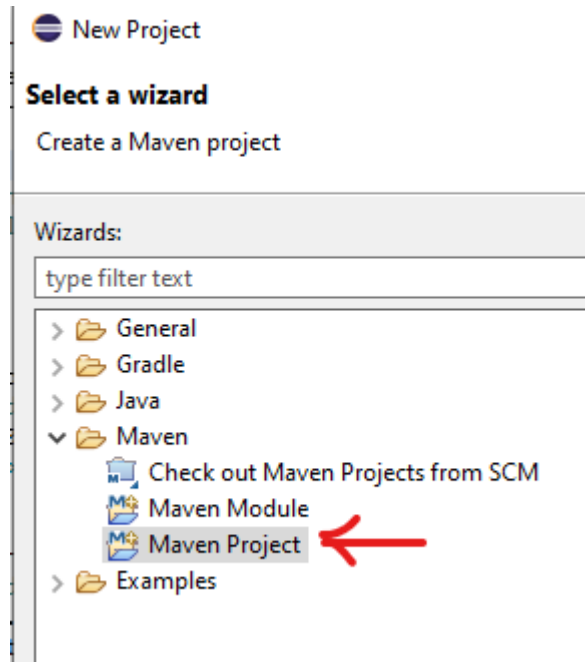 New Project
Select a wizard
Create a Maven project
Wizards:
type filter text
General
Gradle
Java
Maven
Check out Maven Projects from SCM
Maven Module
Maven Project
Examples